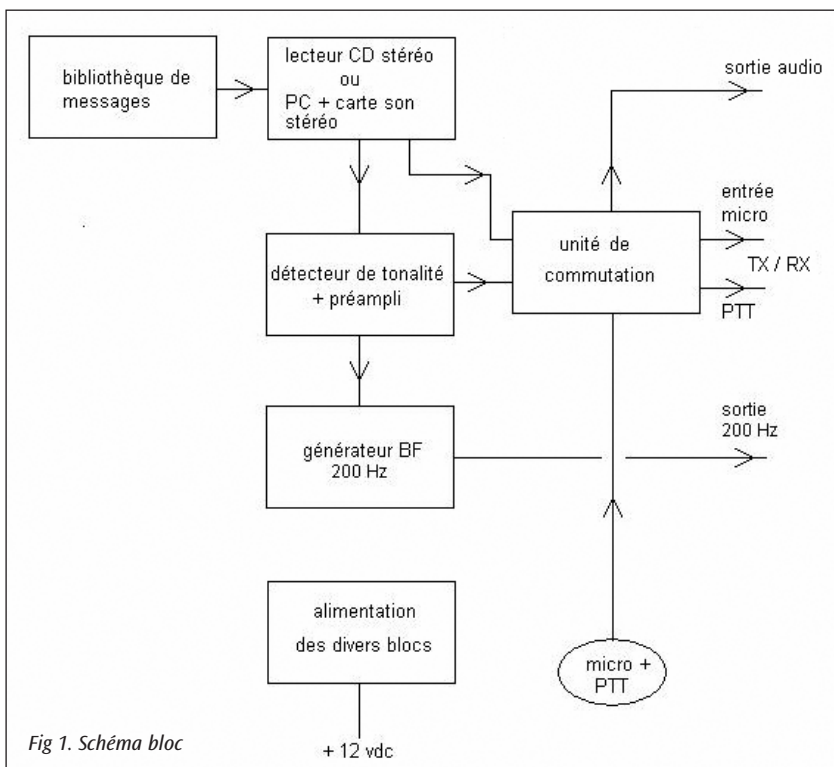 bibliothèque de
messages
lecteur CD stéréo
ou
PC + carte son
stéréo
sortie audio
détecteur de tonalité
+ préampli
unité de
commutation
entrée
micro
TX / RX
PTT
générateur BF
200 Hz
sortie
200 Hz
alimentation
des divers blocs
micro +
PTT
+ 12 vdc
Fig 1. Schéma bloc